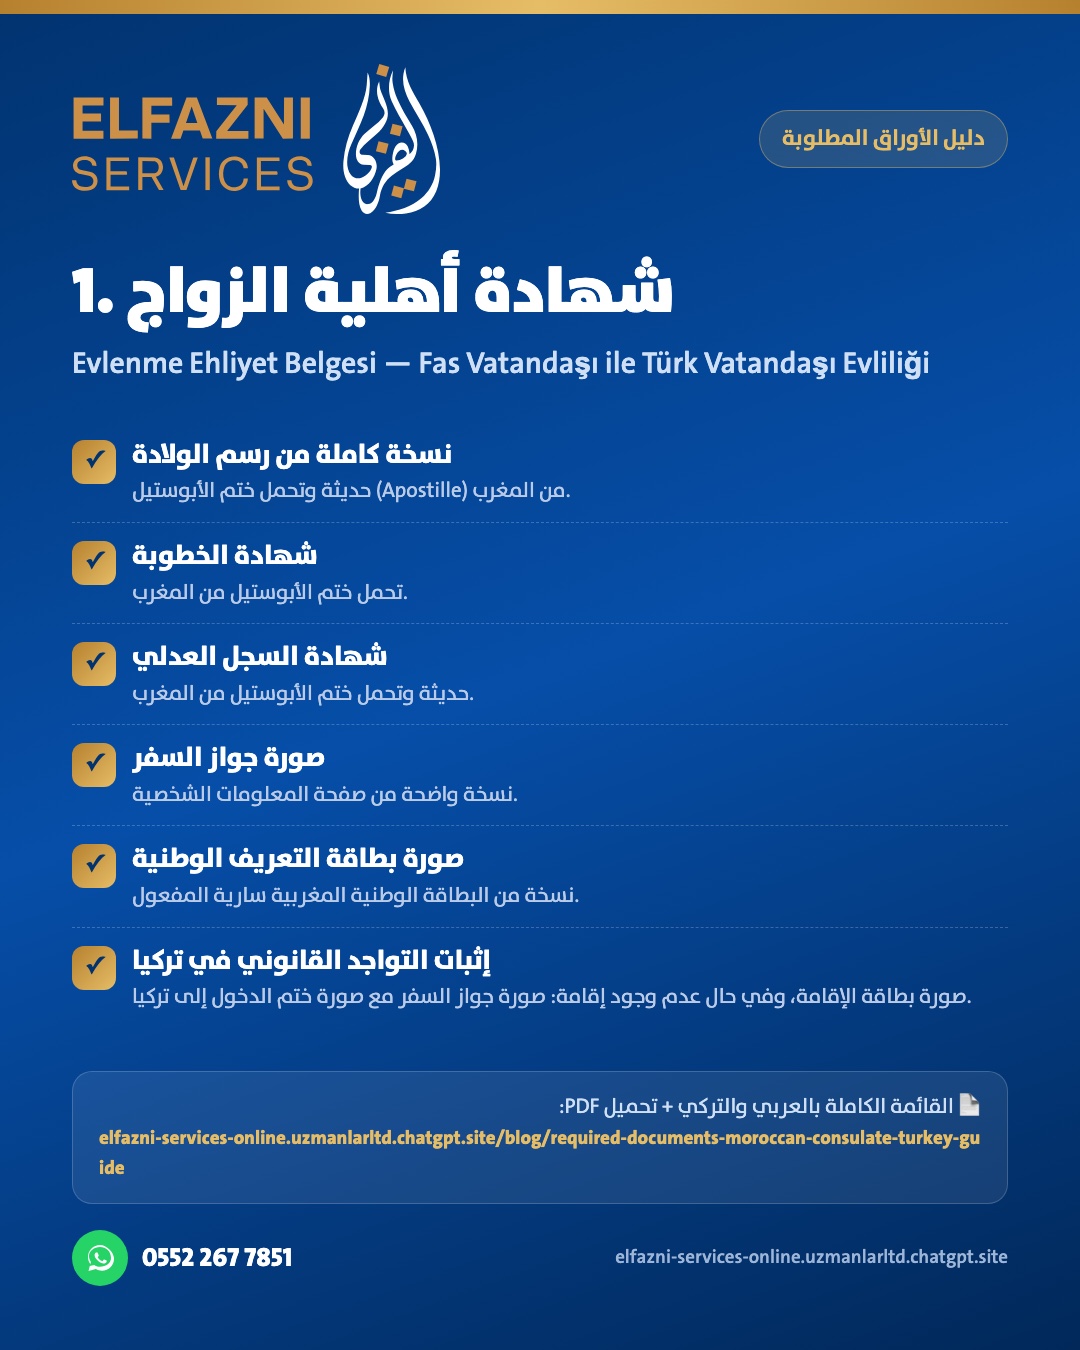 ELFAZNI
SERVICES
الفزني
دليل الأوراق المطلوبة
1. شهادة أهلية الزواج
Evlenme Ehliyet Belgesi — Fas Vatandaşı ile Türk Vatandaşı Evliliği
نسخة كاملة من رسم الولادة
حديثة وتحمل ختم الأبوستيل (Apostille) من المغرب.
شهادة الخطوبة
تحمل ختم الأبوستيل من المغرب.
شهادة السجل العدلي
حديثة وتحمل ختم الأبوستيل من المغرب.
صورة جواز السفر
نسخة واضحة من صفحة المعلومات الشخصية.
صورة بطاقة التعريف الوطنية
نسخة من البطاقة الوطنية المغربية سارية المفعول.
إثبات التواجد القانوني في تركيا
صورة بطاقة الإقامة، وفي حال عدم وجود إقامة: صورة جواز السفر مع صورة ختم الدخول إلى تركيا.
القائمة الكاملة بالعربي والتركي + تحميل PDF:
elfazni-services-online.uzmanlarltd.chatgpt.site/blog/required-documents-moroccan-consulate-turkey-gu
ide
0552 267 7851
elfazni-services-online.uzmanlarltd.chatgpt.site